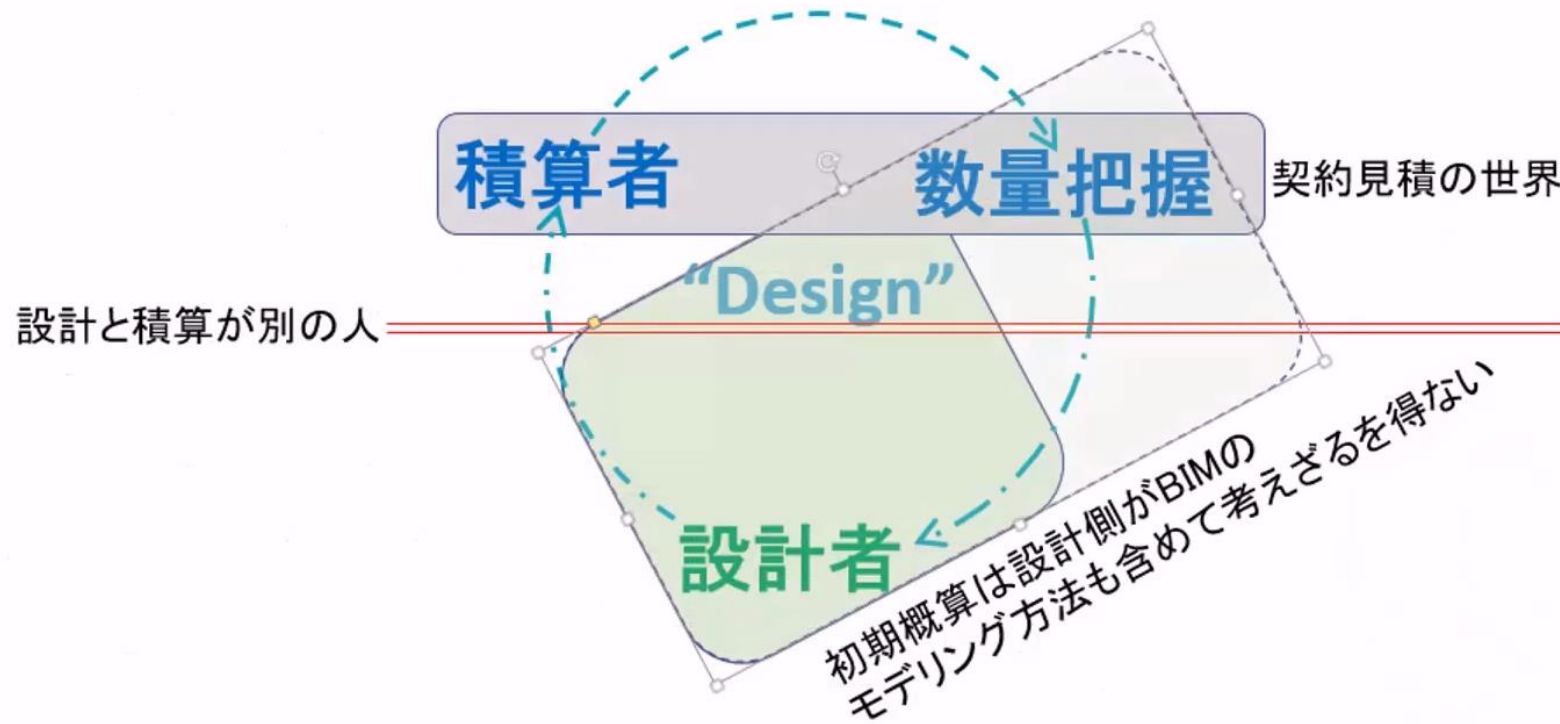 積算者
数量把握
契約見積の世界
“Design”
設計と積算が別の人
設計者
初期概算は設計側がBIMの
モデリング方法も含めて考えざるを得ない